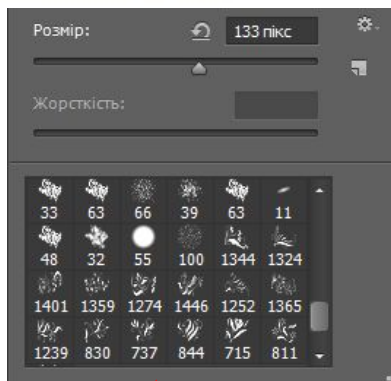 Розмір: 133 пікс
Жорсткість:
33 63 66 39 63 11
48 32 55 100 1344 1324
1401 1359 1274 1446 1252 1365
1239 830 737 844 715 811